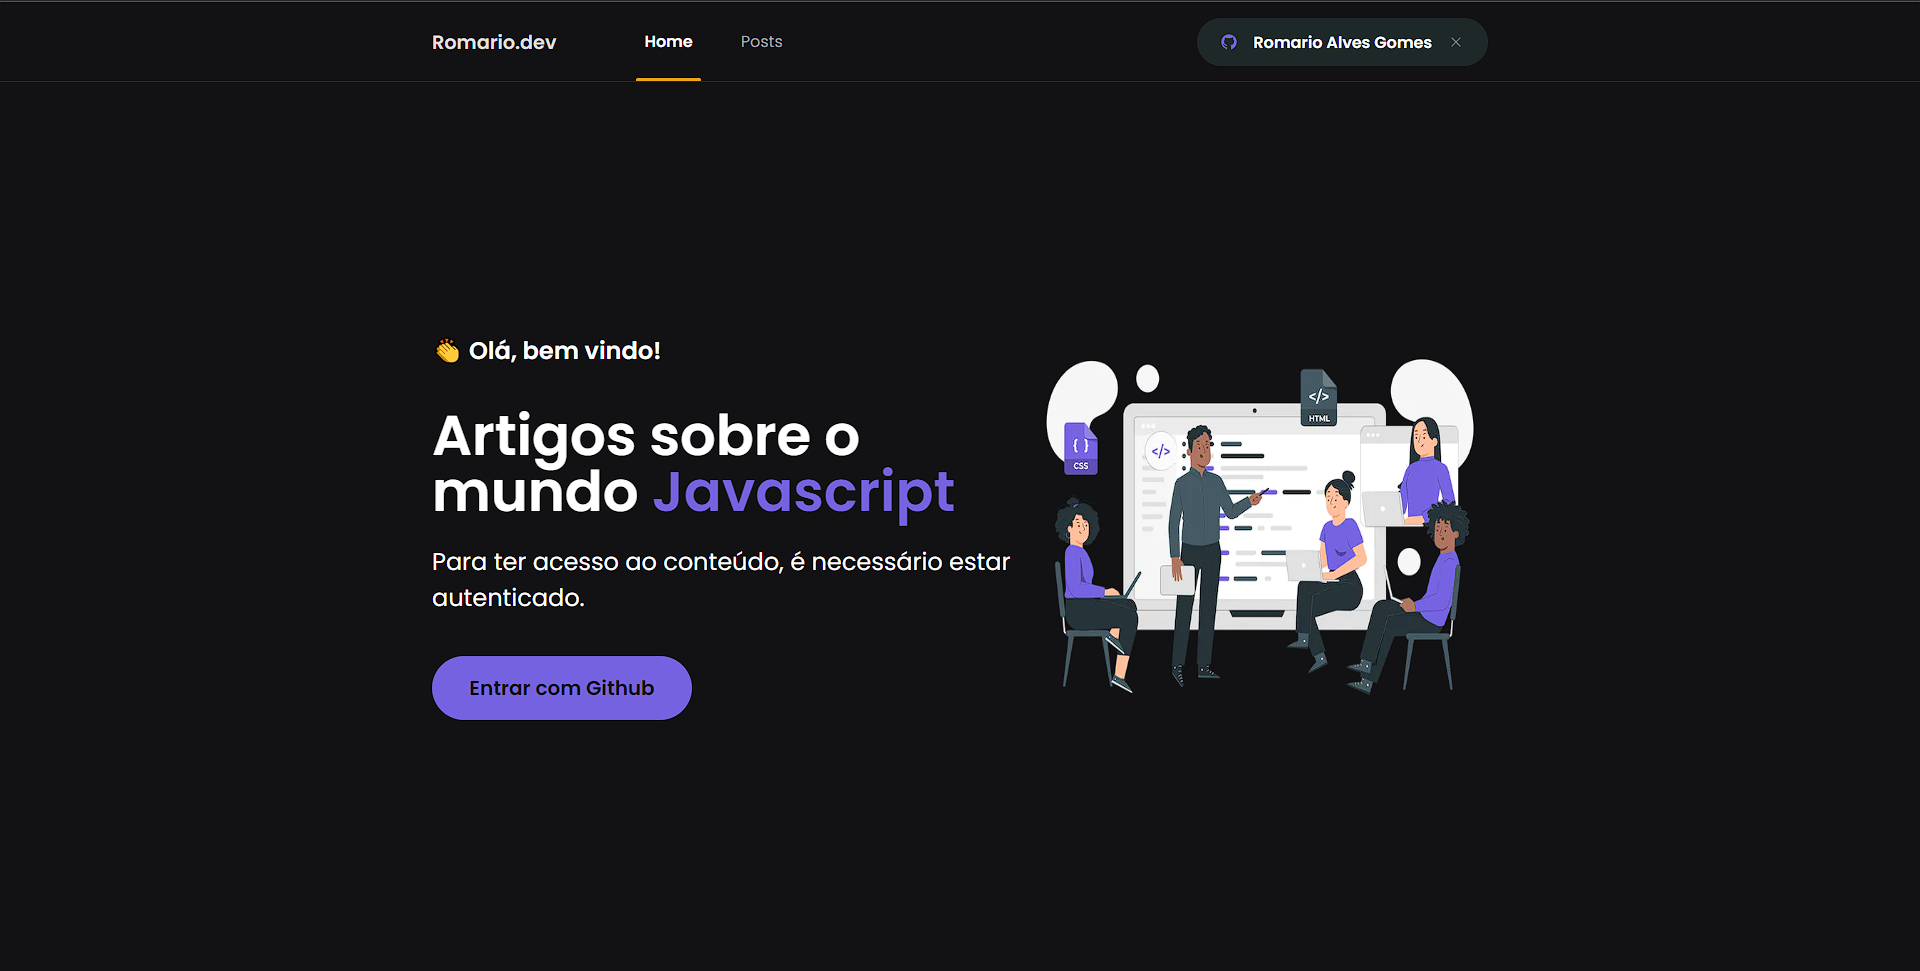 Romario.dev
Home
Posts
Romario Alves Gomes
👏 Olá, bem vindo!
Artigos sobre o
mundo Javascript
Para ter acesso ao conteúdo, é necessário estar
autenticado.
Entrar com Github
</>
HTML
{ }
CSS
</>